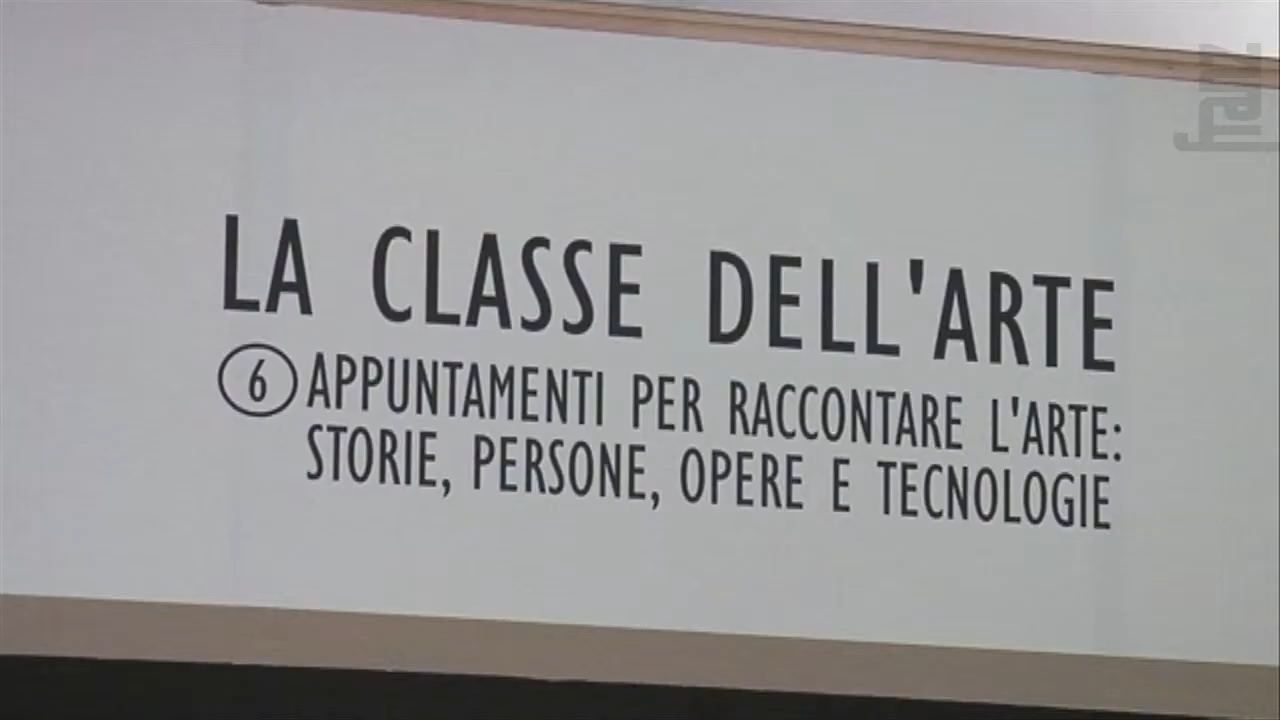 LA CLASSE DELL'ARTE
6 APPUNTAMENTI PER RACCONTARE L'ARTE:
STORIE, PERSONE, OPERE E TECNOLOGIE